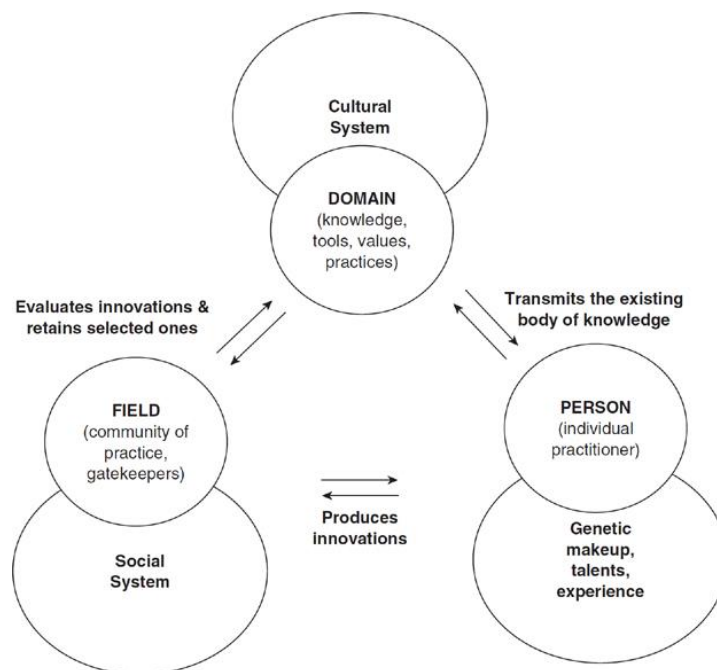 Cultural
System
DOMAIN
(knowledge,
tools, values,
practices)
Evaluates innovations &
retains selected ones
Transmits the existing
body of knowledge
FIELD
(community of
practice,
gatekeepers)
PERSON
(individual
practitioner)
Produces
innovations
Social
System
Genetic
makeup,
talents,
experience